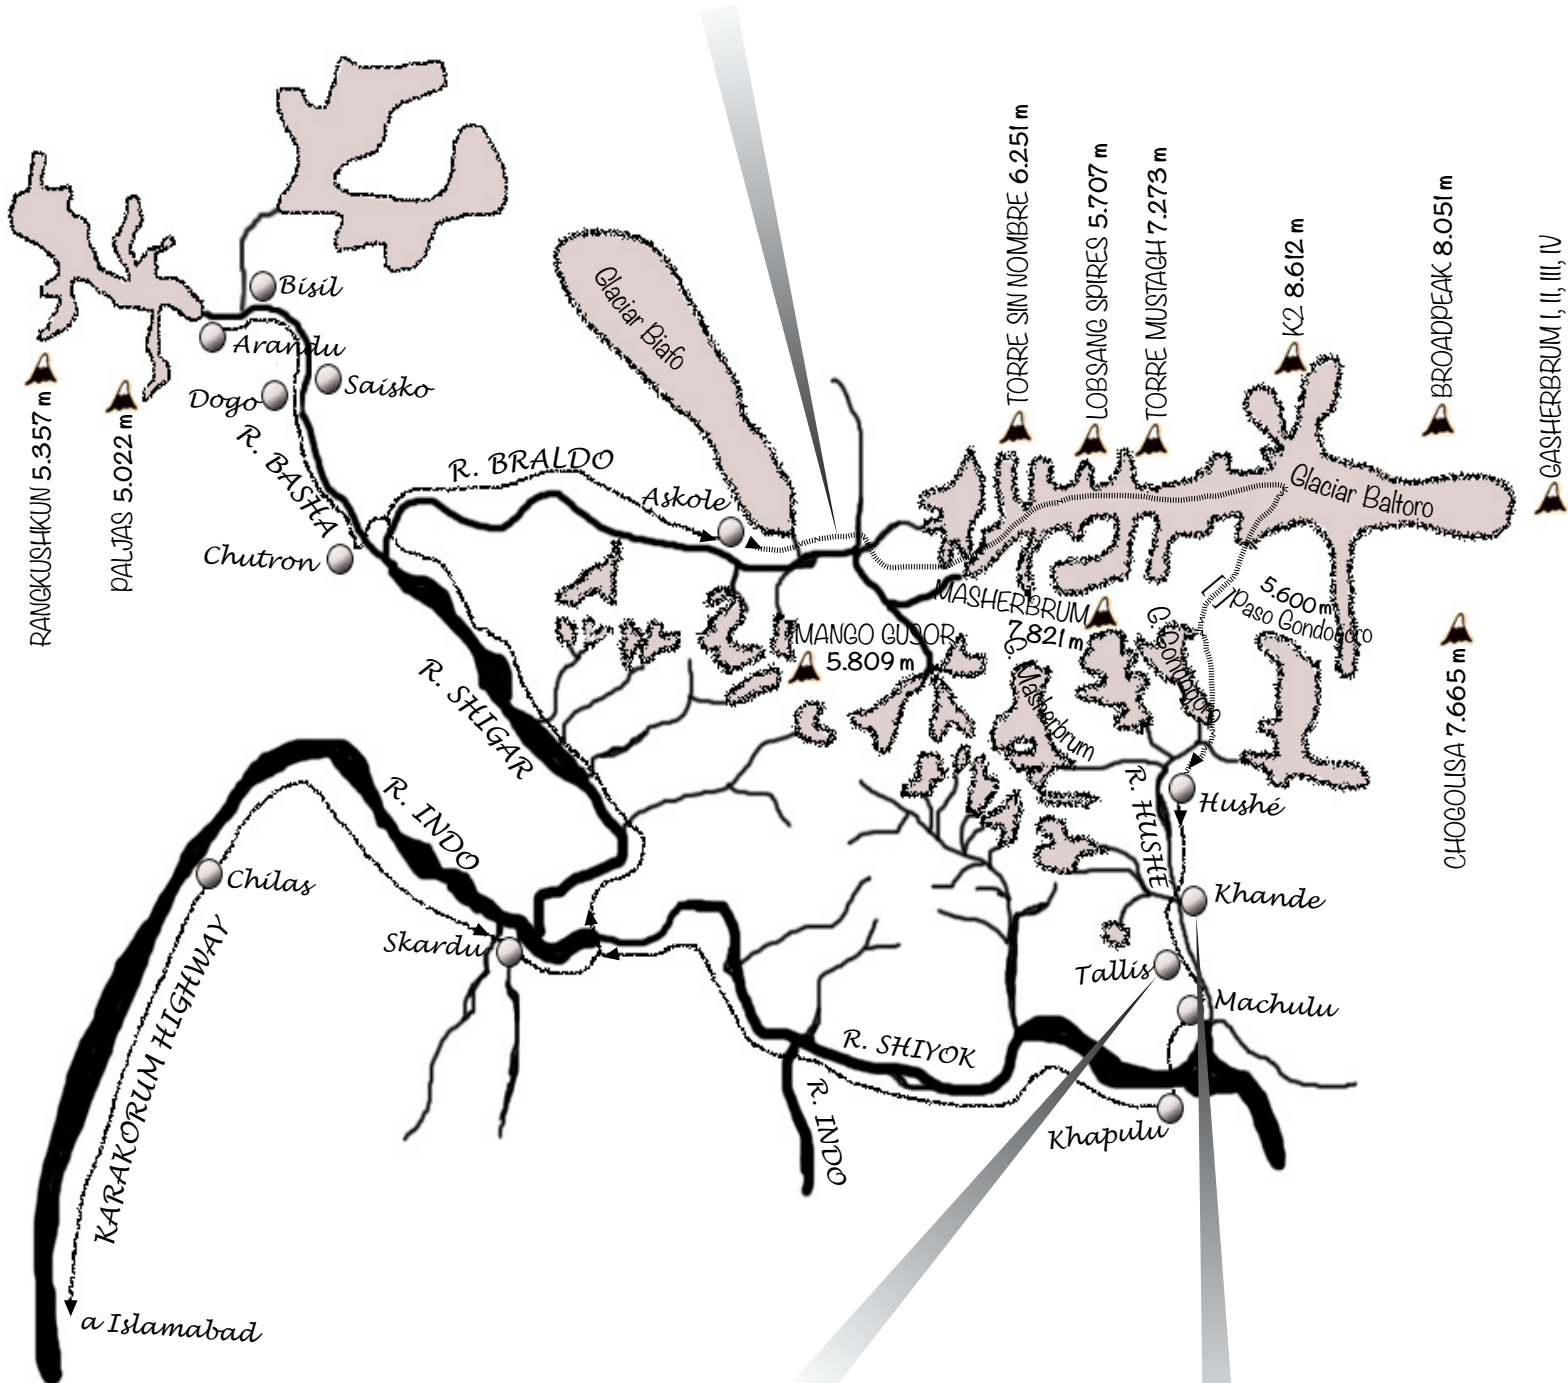 TORRE SIN NOMBRE 6.251 m
LOBSANG SPIRES 5.707 m
TORRE MUSTAGH 7.273 m
K2 8.612 m
BROADPEAK 8.051 m
GASHERBRUM I, II, III, IV
Bisil
Glaciar Biafo
Arandu
Saisko
Dogo
RANGKUSHKUN 5.357 m
PALJAS 5.022 m
R. BASHA
R. BRALDO
Askole
Glaciar Baltoro
Chutron
MASHERBRUM
7.821 m
5.600 m
Paso Gondogoro
G. Gondogoro
MANGO GUSOR
5.809 m
G. Masherbrum
CHOGOLISA 7.665 m
R. SHIGAR
R. INDO
R. HUSHE
Hushé
Chilas
Khande
Skardu
Tallis
Machulu
KARAKORUM HIGHWAY
R. SHIYOK
R. INDO
Khapulu
a Islamabad